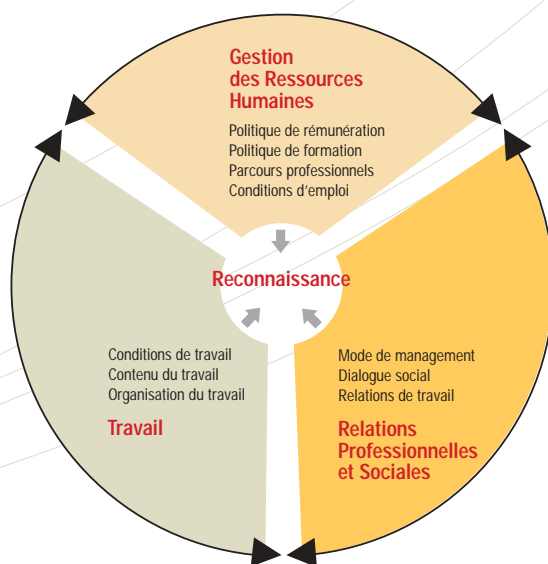 Gestion
des Ressources
Humaines
Politique de rémunération
Politique de formation
Parcours professionnels
Conditions d'emploi
Reconnaissance
Conditions de travail
Contenu du travail
Organisation du travail
Travail
Mode de management
Dialogue social
Relations de travail
Relations
Professionnelles
et Sociales